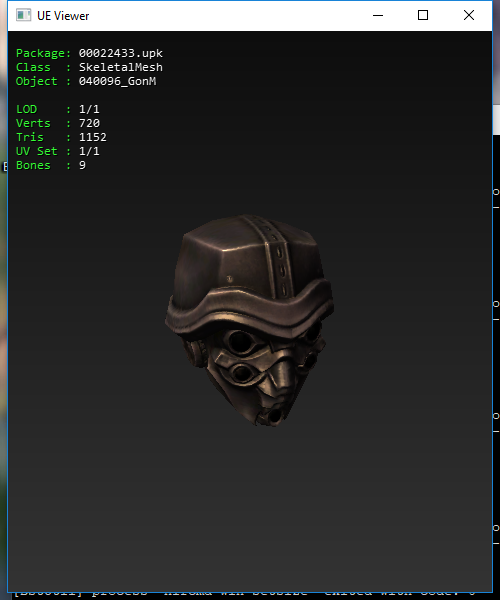 UE Viewer
Package: 00022433.upk
Class : SkeletalMesh
Object : 040096_GonM
LOD : 1/1
Verts : 720
Tris : 1152
UV Set : 1/1
Bones : 9